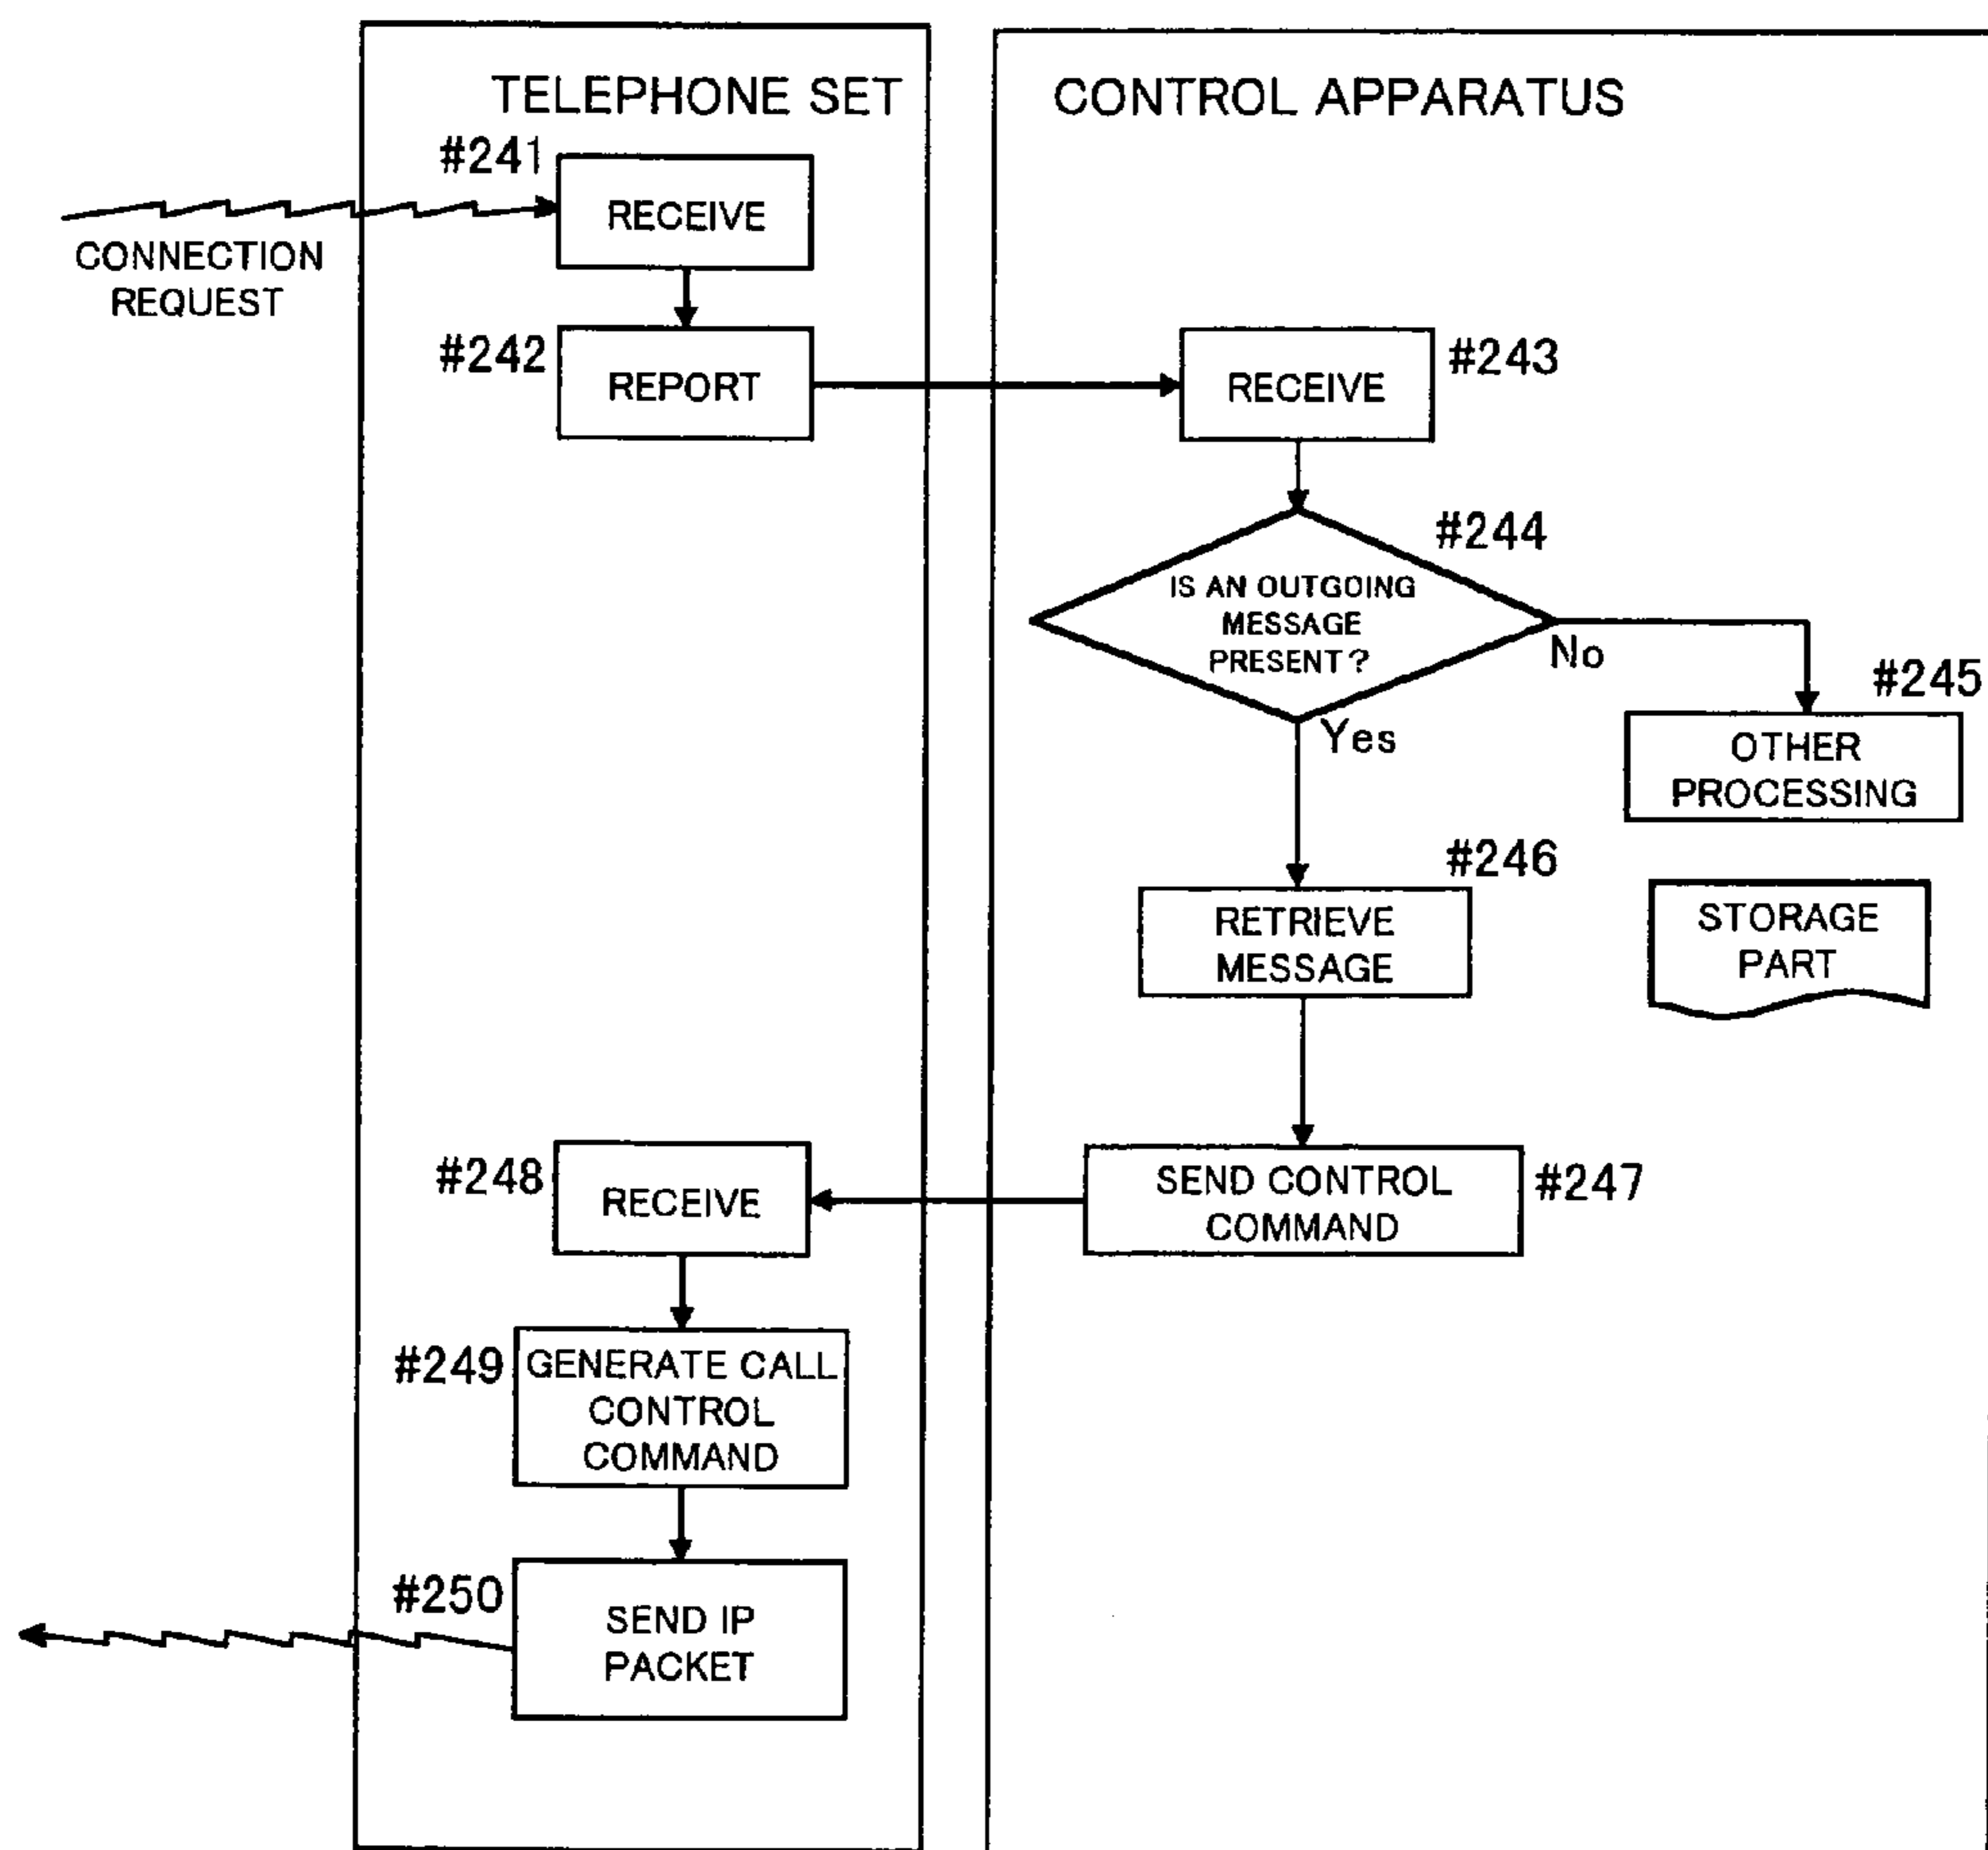 TELEPHONE SET
CONTROL APPARATUS
#241
RECEIVE
CONNECTION
REQUEST
#242
REPORT
RECEIVE
#243
#244
IS AN OUTGOING
MESSAGE
PRESENT?
No
Yes
#245
OTHER
PROCESSING
#246
RETRIEVE
MESSAGE
STORAGE
PART
#248
RECEIVE
SEND CONTROL
COMMAND
#247
#249
GENERATE CALL
CONTROL
COMMAND
#250
SEND IP
PACKET